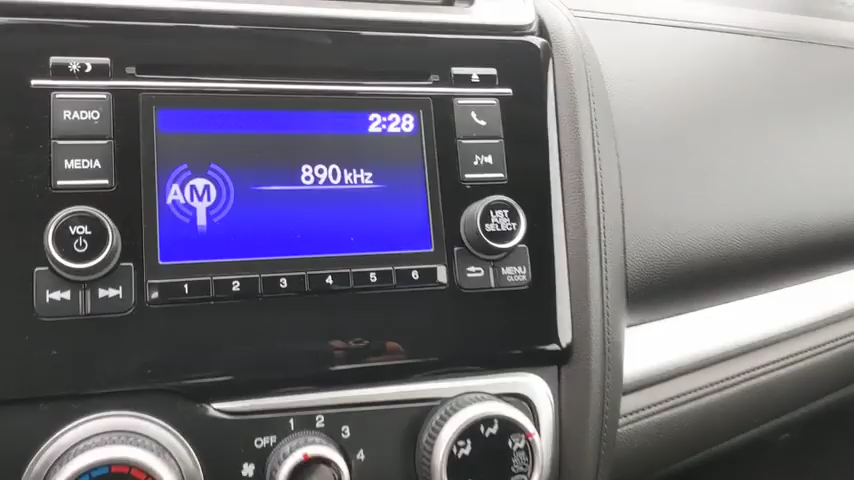 2:28
RADIO
MEDIA
890 kHz
AM
VOL
LIST
PUSH
SELECT
MENU
CLOCK
1 2 3 4 5 6
OFF 1 2 3 4